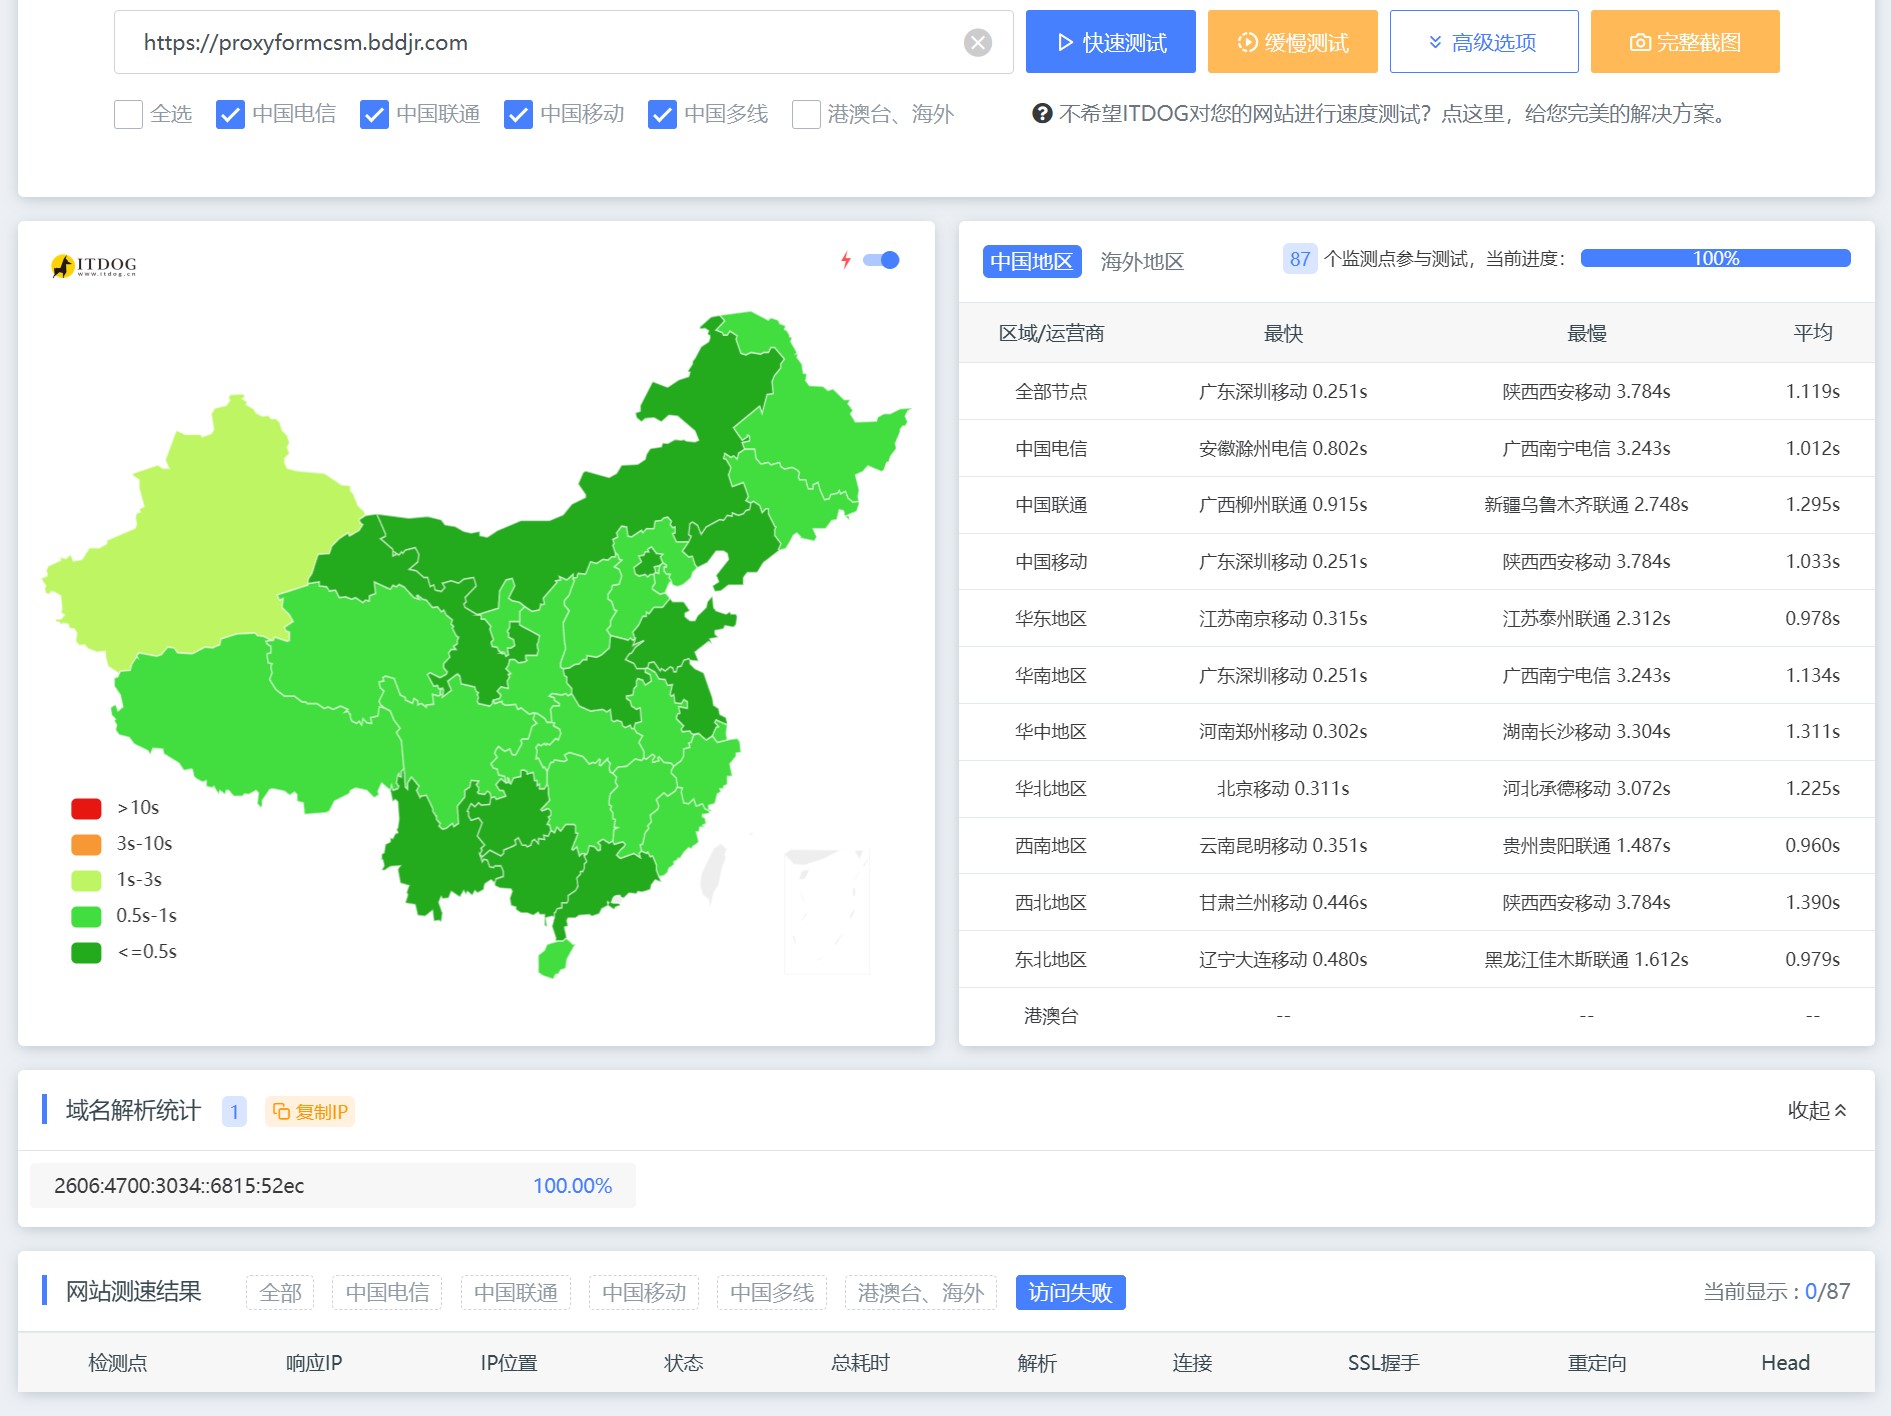 https://proxyformcsm.bddjr.com
快速测试
缓慢测试
高级选项
完整截图
全选 中国电信 中国联通 中国移动 中国多线 港澳台、海外
不希望ITDOG对您的网站进行速度测试？点这里，给您完美的解决方案。
ITDOG
www.itdog.cn
>10s
3s-10s
1s-3s
0.5s-1s
<=0.5s
中国地区 海外地区 87 个监测点参与测试，当前进度： 100%
区域/运营商 最快 最慢 平均
全部节点 广东深圳移动 0.251s 陕西西安移动 3.784s 1.119s
中国电信 安徽滁州电信 0.802s 广西南宁电信 3.243s 1.012s
中国联通 广西柳州联通 0.915s 新疆乌鲁木齐联通 2.748s 1.295s
中国移动 广东深圳移动 0.251s 陕西西安移动 3.784s 1.033s
华东地区 江苏南京移动 0.315s 江苏泰州联通 2.312s 0.978s
华南地区 广东深圳移动 0.251s 广西南宁电信 3.243s 1.134s
华中地区 河南郑州移动 0.302s 湖南长沙移动 3.304s 1.311s
华北地区 北京移动 0.311s 河北承德移动 3.072s 1.225s
西南地区 云南昆明移动 0.351s 贵州贵阳联通 1.487s 0.960s
西北地区 甘肃兰州移动 0.446s 陕西西安移动 3.784s 1.390s
东北地区 辽宁大连移动 0.480s 黑龙江佳木斯联通 1.612s 0.979s
港澳台 -- -- --
域名解析统计 1 复制IP 收起
2606:4700:3034::6815:52ec 100.00%
网站测速结果 全部 中国电信 中国联通 中国移动 中国多线 港澳台、海外 访问失败 当前显示 : 0/87
检测点 响应IP IP位置 状态 总耗时 解析 连接 SSL握手 重定向 Head